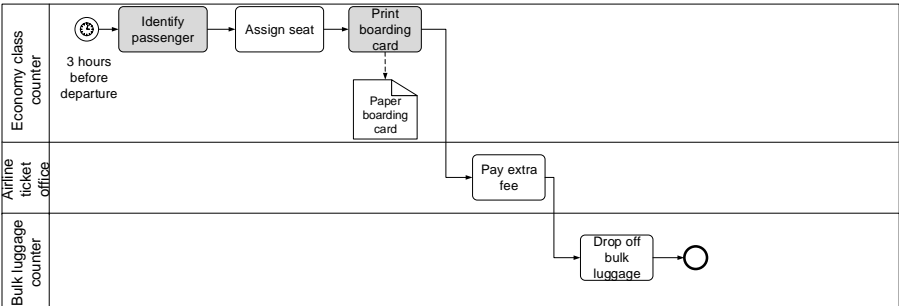 Economy class
counter
3 hours
before
departure
Identify
passenger
Assign seat
Print
boarding
card
Paper
boarding
card
Airline
ticket
office
Pay extra
fee
Bulk luggage
counter
Drop off
bulk
luggage